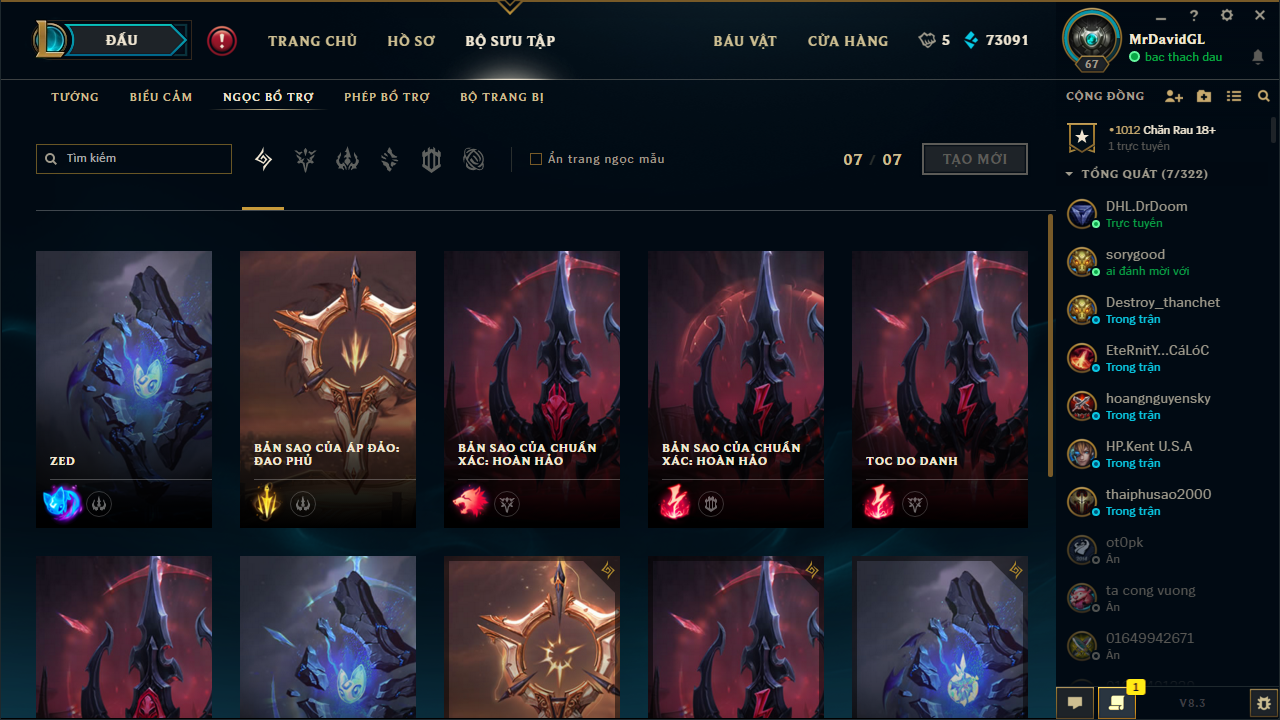 ĐẤU
!
TRANG CHỦ
HỒ SƠ
BỘ SƯU TẬP
BÁU VẬT
CỬA HÀNG
5
73091
67
MrDavidGL
bac thach dau
TƯỚNG
BIỂU CẢM
NGỌC BỔ TRỢ
PHÉP BỔ TRỢ
BỘ TRANG BỊ
CỘNG ĐỒNG
Tìm kiếm
Ẩn trang ngọc mẫu
07 / 07
TẠO MỚI
•1012 Chăn Rau 18+
1 trực tuyến
TỔNG QUÁT (7/322)
DHL.DrDoom
Trực tuyến
sorygood
ai đánh mời với
Destroy_thanchet
Trong trận
EteRnitY...CáLóC
Trong trận
hoangnguyensky
Trong trận
HP.Kent U.S.A
Trong trận
thaiphusao2000
Trong trận
ot0pk
Ẩn
ta cong vuong
Ẩn
01649942671
Ẩn
ZED
BẢN SAO CỦA ÁP ĐẢO:
ĐAO PHỦ
BẢN SAO CỦA CHUẨN
XÁC: HOÀN HẢO
BẢN SAO CỦA CHUẨN
XÁC: HOÀN HẢO
TOC DO DANH
1
V8.3